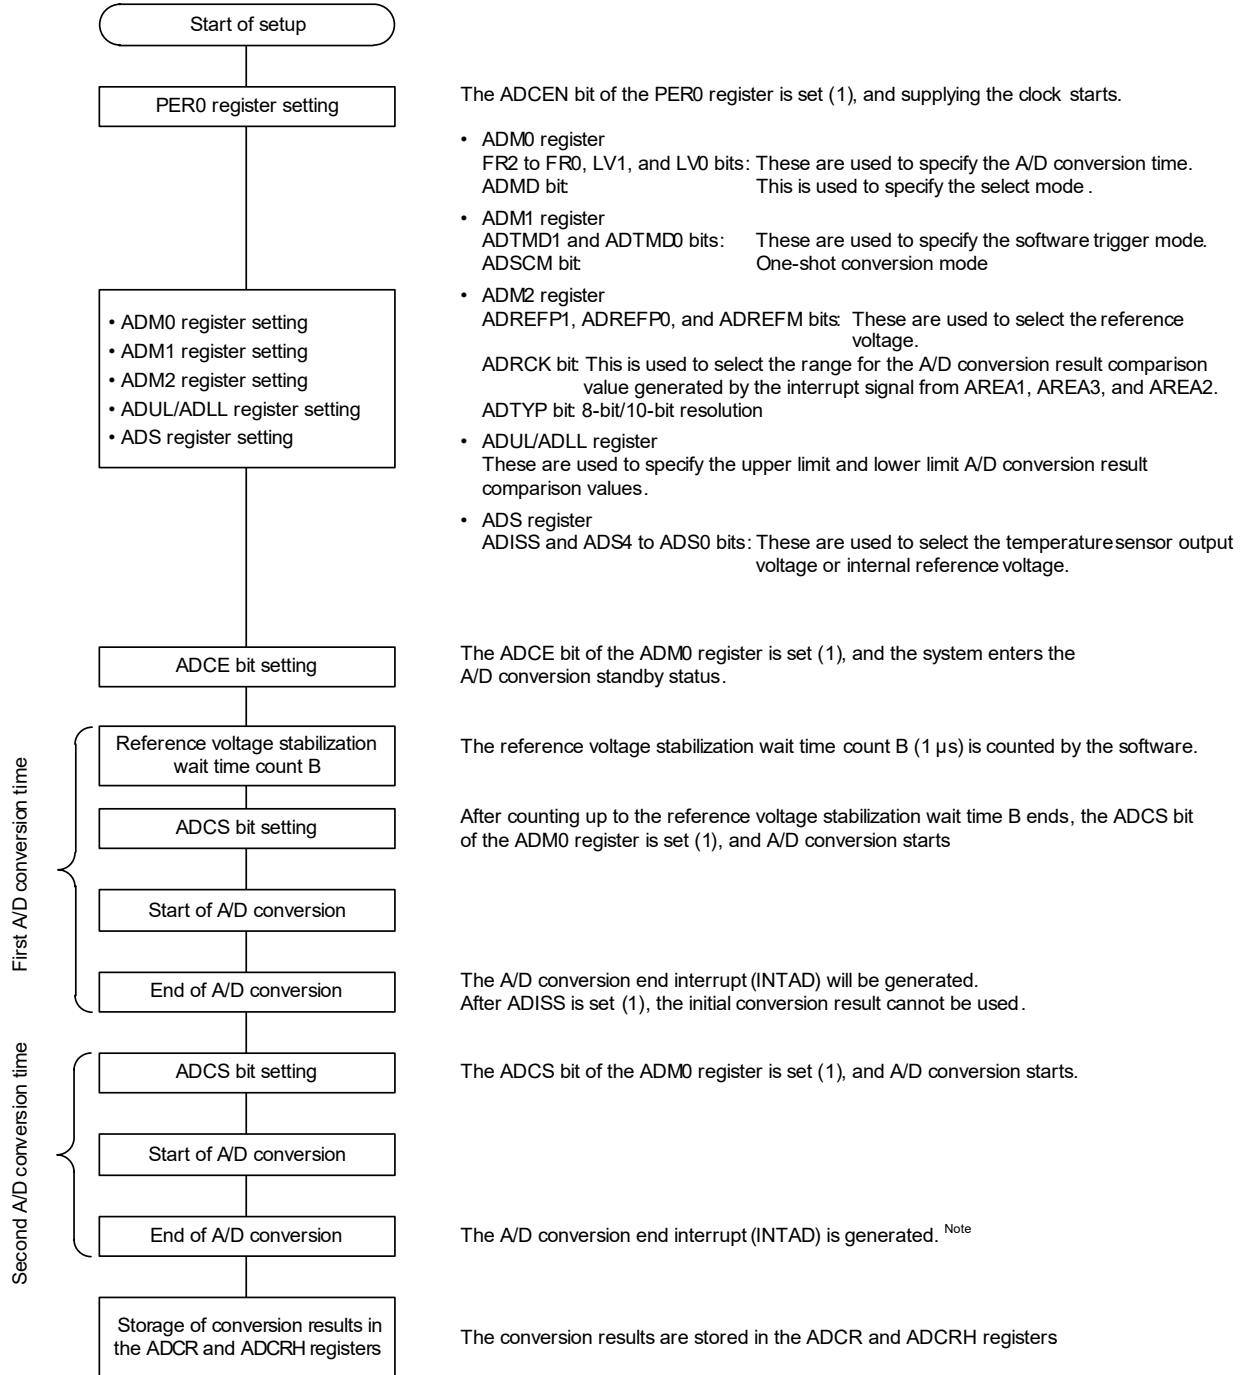 Start of setup
PER0 register setting
The ADCEN bit of the PER0 register is set (1), and supplying the clock starts.
• ADM0 register
FR2 to FR0, LV1, and LV0 bits: These are used to specify the A/D conversion time.
ADMD bit: This is used to specify the select mode.
• ADM1 register
ADTMD1 and ADTMD0 bits: These are used to specify the software trigger mode.
ADSCM bit: One-shot conversion mode
• ADM0 register setting
• ADM1 register setting
• ADM2 register setting
• ADUL/ADLL register setting
• ADS register setting
• ADM2 register
ADREFP1, ADREFP0, and ADREFM bits: These are used to select the reference
voltage.
ADRCK bit: This is used to select the range for the A/D conversion result comparison
value generated by the interrupt signal from AREA1, AREA3, and AREA2.
ADTYP bit: 8-bit/10-bit resolution
• ADUL/ADLL register
These are used to specify the upper limit and lower limit A/D conversion result
comparison values.
• ADS register
ADISS and ADS4 to ADS0 bits: These are used to select the temperature sensor output
voltage or internal reference voltage.
ADCE bit setting
The ADCE bit of the ADM0 register is set (1), and the system enters the
A/D conversion standby status.
First A/D conversion time
Reference voltage stabilization
wait time count B
The reference voltage stabilization wait time count B (1 μs) is counted by the software.
ADCS bit setting
After counting up to the reference voltage stabilization wait time B ends, the ADCS bit
of the ADM0 register is set (1), and A/D conversion starts
Start of A/D conversion
End of A/D conversion
The A/D conversion end interrupt (INTAD) will be generated.
After ADISS is set (1), the initial conversion result cannot be used.
Second A/D conversion time
ADCS bit setting
The ADCS bit of the ADM0 register is set (1), and A/D conversion starts.
Start of A/D conversion
End of A/D conversion
The A/D conversion end interrupt (INTAD) is generated. Note
Storage of conversion results in
the ADCR and ADCRH registers
The conversion results are stored in the ADCR and ADCRH registers